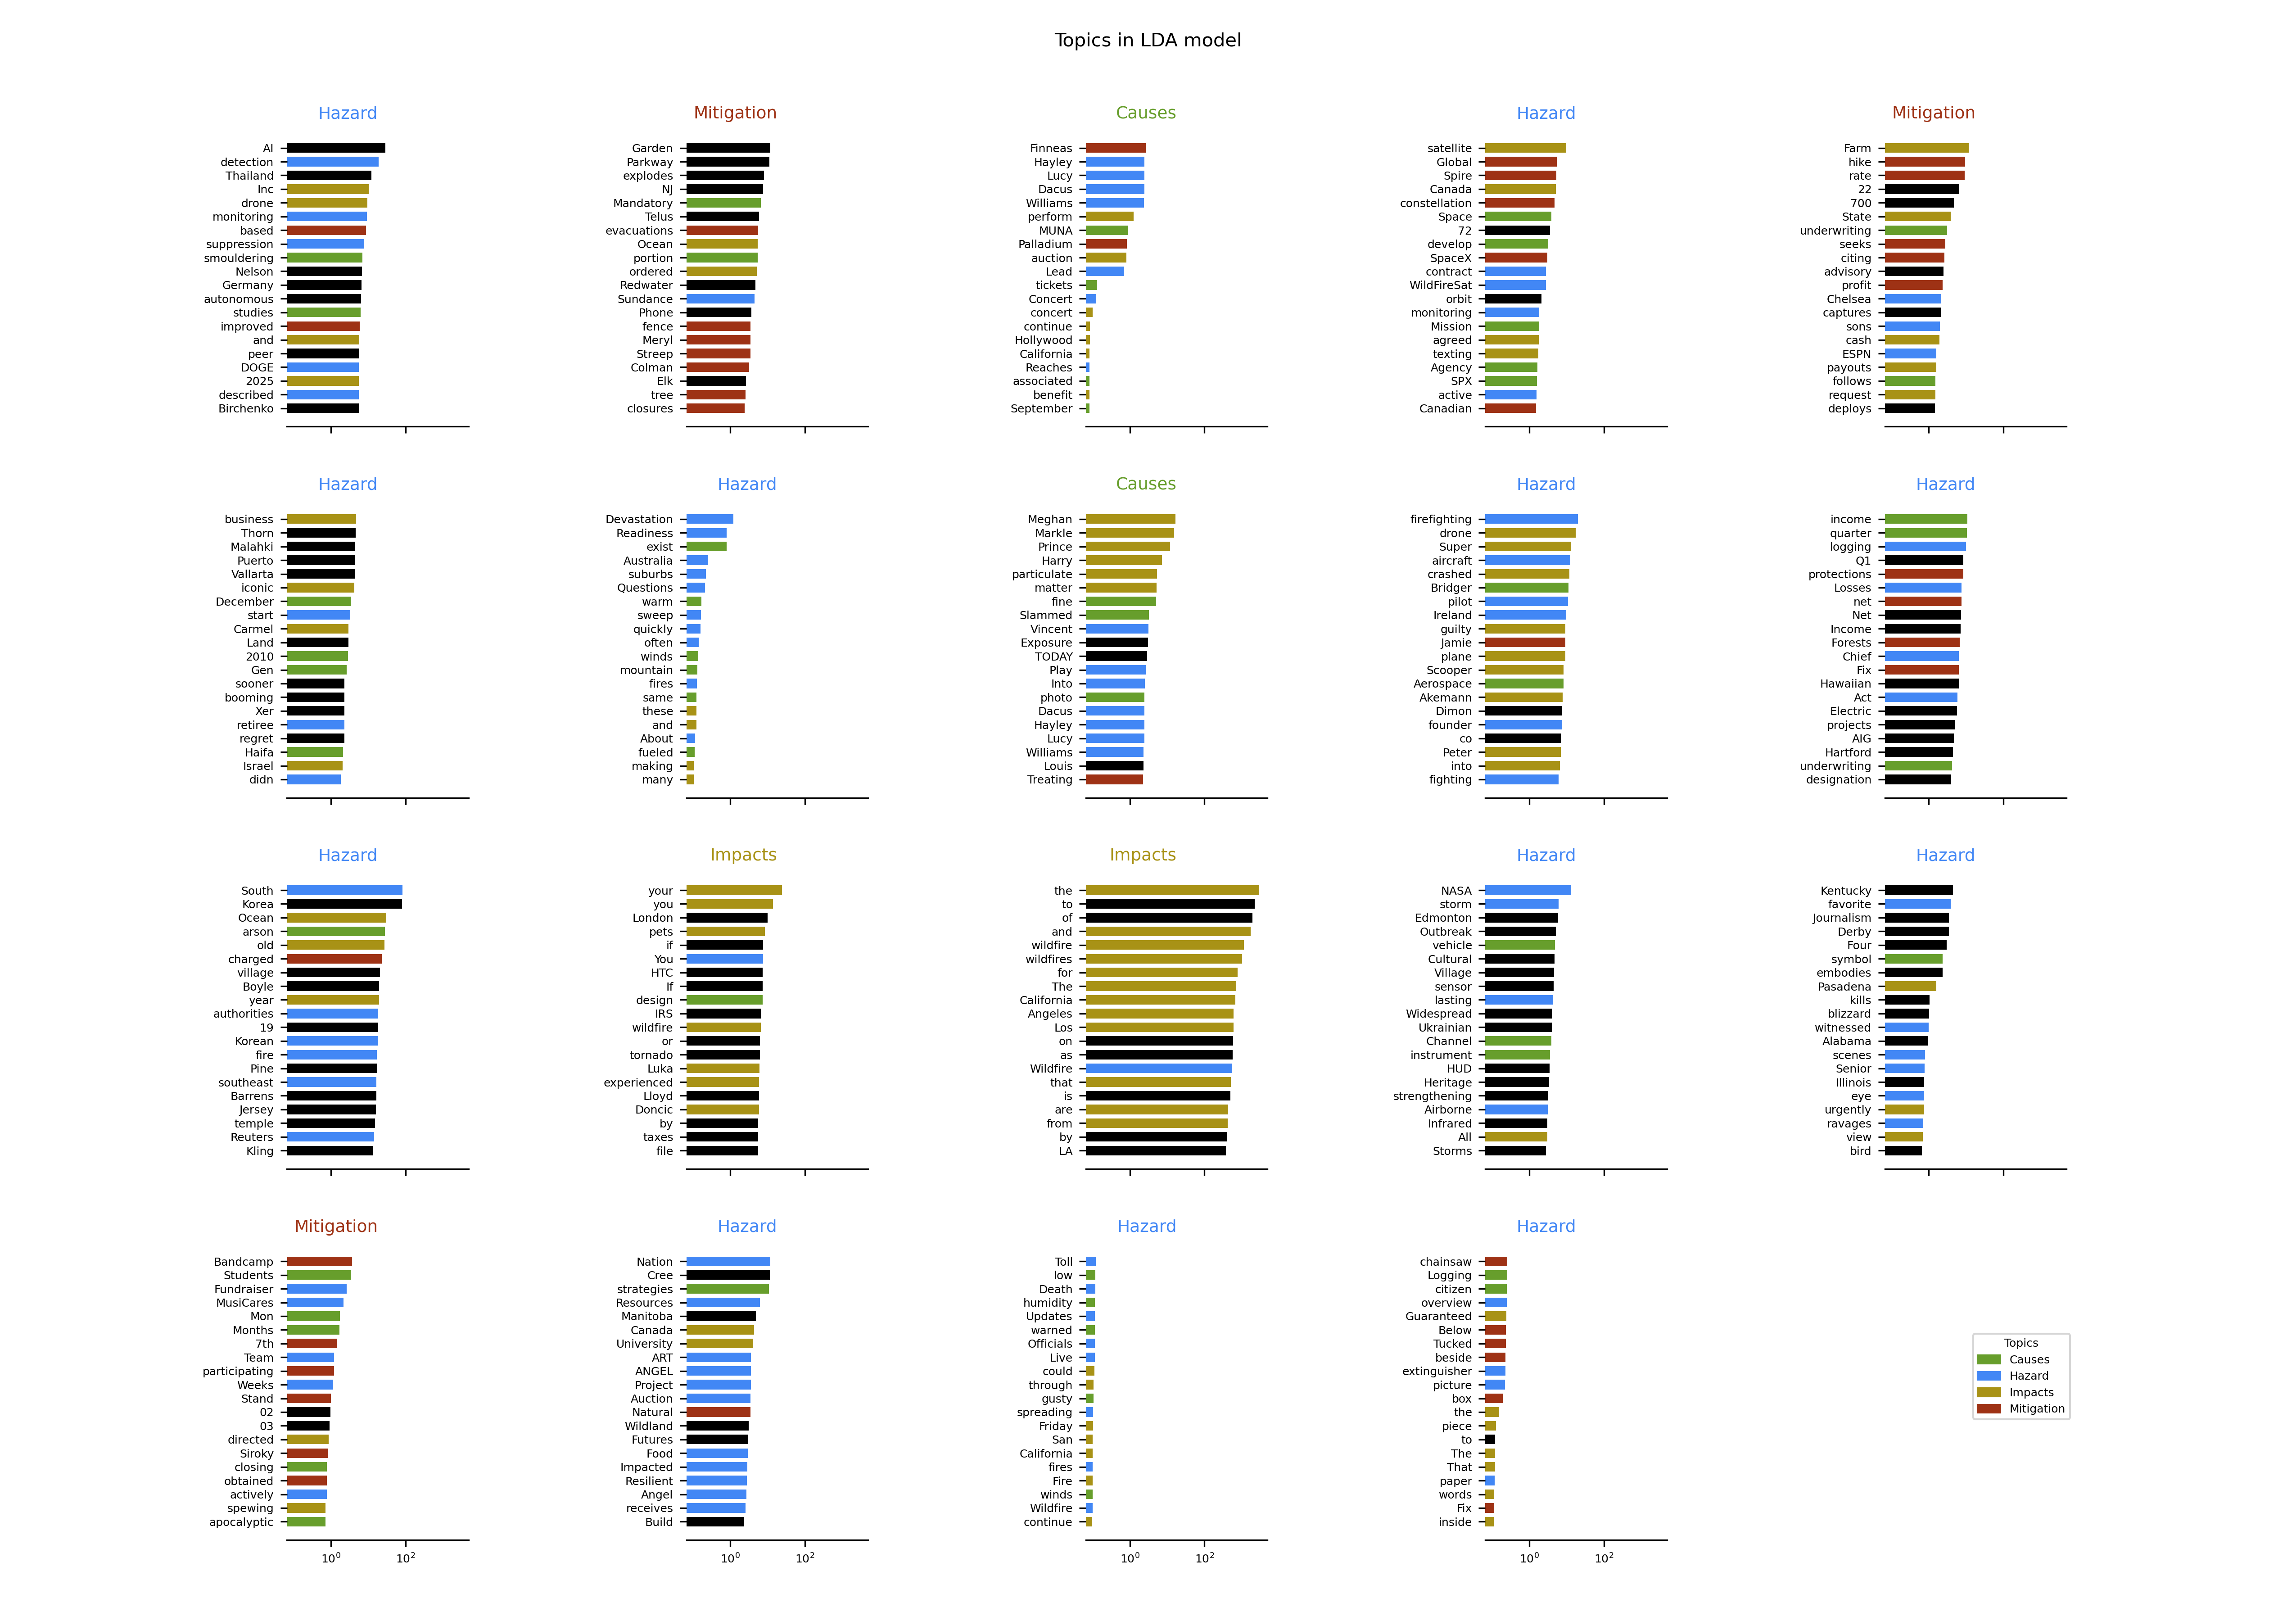 Topics in LDA model
Hazard
AI
detection
Thailand
Inc
drone
monitoring
based
suppression
smouldering
Nelson
Germany
autonomous
studies
improved
and
peer
DOGE
2025
described
Birchenko
Mitigation
Garden
Parkway
explodes
NJ
Mandatory
Telus
evacuations
Ocean
portion
ordered
Redwater
Sundance
Phone
fence
Meryl
Streep
Colman
Elk
tree
closures
Causes
Finneas
Hayley
Lucy
Dacus
Williams
perform
MUNA
Palladium
auction
Lead
tickets
Concert
concert
continue
Hollywood
California
Reaches
associated
benefit
September
Hazard
satellite
Global
Spire
Canada
constellation
Space
72
develop
SpaceX
contract
WildFireSat
orbit
monitoring
Mission
agreed
texting
Agency
SPX
active
Canadian
Mitigation
Farm
hike
rate
22
700
State
underwriting
seeks
citing
advisory
profit
Chelsea
captures
sons
cash
ESPN
payouts
follows
request
deploys
Hazard
business
Thorn
Malahki
Puerto
Vallarta
iconic
December
start
Carmel
Land
2010
Gen
sooner
booming
Xer
retiree
regret
Haifa
Israel
didn
Hazard
Devastation
Readiness
exist
Australia
suburbs
Questions
warm
sweep
quickly
often
winds
mountain
fires
same
these
and
About
fueled
making
many
Causes
Meghan
Markle
Prince
Harry
particulate
matter
fine
Slammed
Vincent
Exposure
TODAY
Play
Into
photo
Dacus
Hayley
Lucy
Williams
Louis
Treating
Hazard
firefighting
drone
Super
aircraft
crashed
Bridger
pilot
Ireland
guilty
Jamie
plane
Scooper
Aerospace
Akemann
Dimon
founder
co
Peter
into
fighting
Hazard
income
quarter
logging
Q1
protections
Losses
net
Net
Income
Forests
Chief
Fix
Hawaiian
Act
Electric
projects
AIG
Hartford
underwriting
designation
Hazard
South
Korea
Ocean
arson
old
charged
village
Boyle
year
authorities
19
Korean
fire
Pine
southeast
Barrens
Jersey
temple
Reuters
Kling
Impacts
your
you
London
pets
if
You
HTC
If
design
IRS
wildfire
or
tornado
Luka
experienced
Lloyd
Doncic
by
taxes
file
Impacts
the
to
of
and
wildfire
wildfires
for
The
California
Angeles
Los
on
as
Wildfire
that
is
are
from
by
LA
Hazard
NASA
storm
Edmonton
Outbreak
vehicle
Cultural
Village
sensor
lasting
Widespread
Ukrainian
Channel
instrument
HUD
Heritage
strengthening
Airborne
Infrared
All
Storms
Hazard
Kentucky
favorite
Journalism
Derby
Four
symbol
embodies
Pasadena
kills
blizzard
witnessed
Alabama
scenes
Senior
Illinois
eye
urgently
ravages
view
bird
Mitigation
Bandcamp
Students
Fundraiser
MusiCares
Mon
Months
7th
Team
participating
Weeks
Stand
02
03
directed
Siroky
closing
obtained
actively
spewing
apocalyptic
10⁰ 10²
Hazard
Nation
Cree
strategies
Resources
Manitoba
Canada
University
ART
ANGEL
Project
Auction
Natural
Wildland
Futures
Food
Impacted
Resilient
Angel
receives
Build
10⁰ 10²
Hazard
Toll
low
Death
humidity
Updates
warned
Officials
Live
could
through
gusty
spreading
Friday
San
California
fires
Fire
winds
Wildfire
continue
10⁰ 10²
Hazard
chainsaw
Logging
citizen
overview
Guaranteed
Below
Tucked
beside
extinguisher
picture
box
the
piece
to
The
That
paper
words
Fix
inside
10⁰ 10²
Topics
Causes
Hazard
Impacts
Mitigation